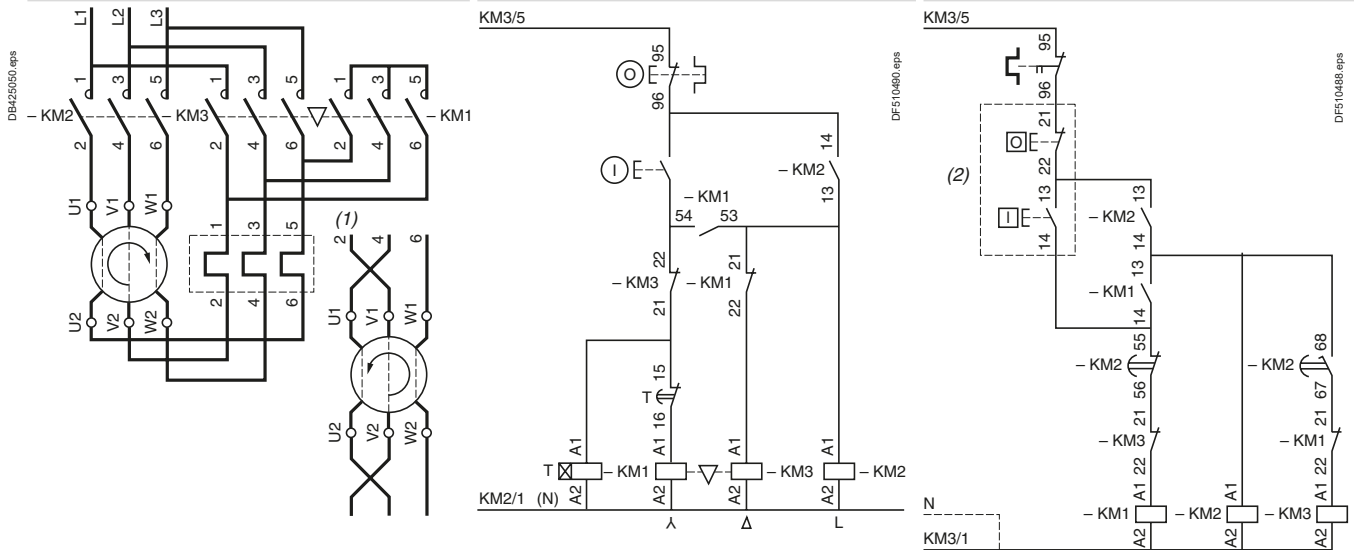 DB425050.eps
L1 L2 L3
1 3 5 1 3 5 1 3 5
– KM2 – KM3 – KM1
2 4 6 2 4 6 2 4 6
U1 V1 W1
1 3 5
(1)
2 4 6
2 4 6
U2 V2 W2
U1 V1 W1
U2 V2 W2
KM3/5
DF510490.eps
95
O
96
14
I
– KM2
13
– KM1
54 53
22 21
– KM3 – KM1
21 22
15
T
16
A1 A1 A1 A1
T – KM1 – KM3 – KM2
A2 A2 A2 A2
KM2/1 (N)
Δ L
KM3/5
DF510488.eps
95
96
21
O
22
(2)
13 13
I – KM2
14 14
13
– KM1
14
55 68
– KM2 – KM2
56 67
21 21
– KM3 – KM1
22 22
N
A1 A1 A1
– KM1 – KM2 – KM3
A2 A2 A2
KM3/1